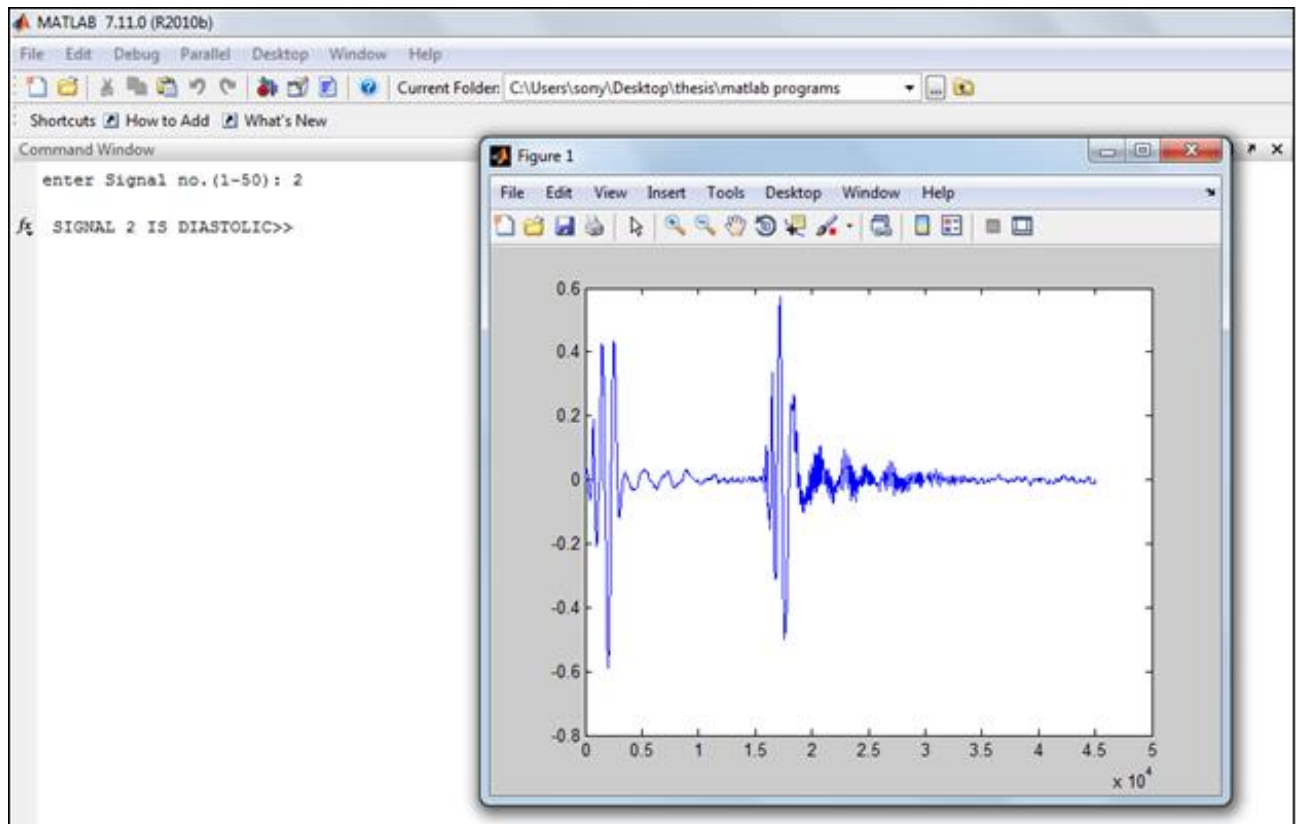 MATLAB 7.11.0 (R2010b)
File Edit Debug Parallel Desktop Window Help
Current Folder: C:\Users\sony\Desktop\thesis\matlab programs
Shortcuts How to Add What's New
Command Window
enter Signal no.(1-50): 2
fx SIGNAL 2 IS DIASTOLIC>>
Figure 1
File Edit View Insert Tools Desktop Window Help
0.6
0.4
0.2
0
-0.2
-0.4
-0.6
-0.8
0 0.5 1 1.5 2 2.5 3 3.5 4 4.5 5
x 10^4